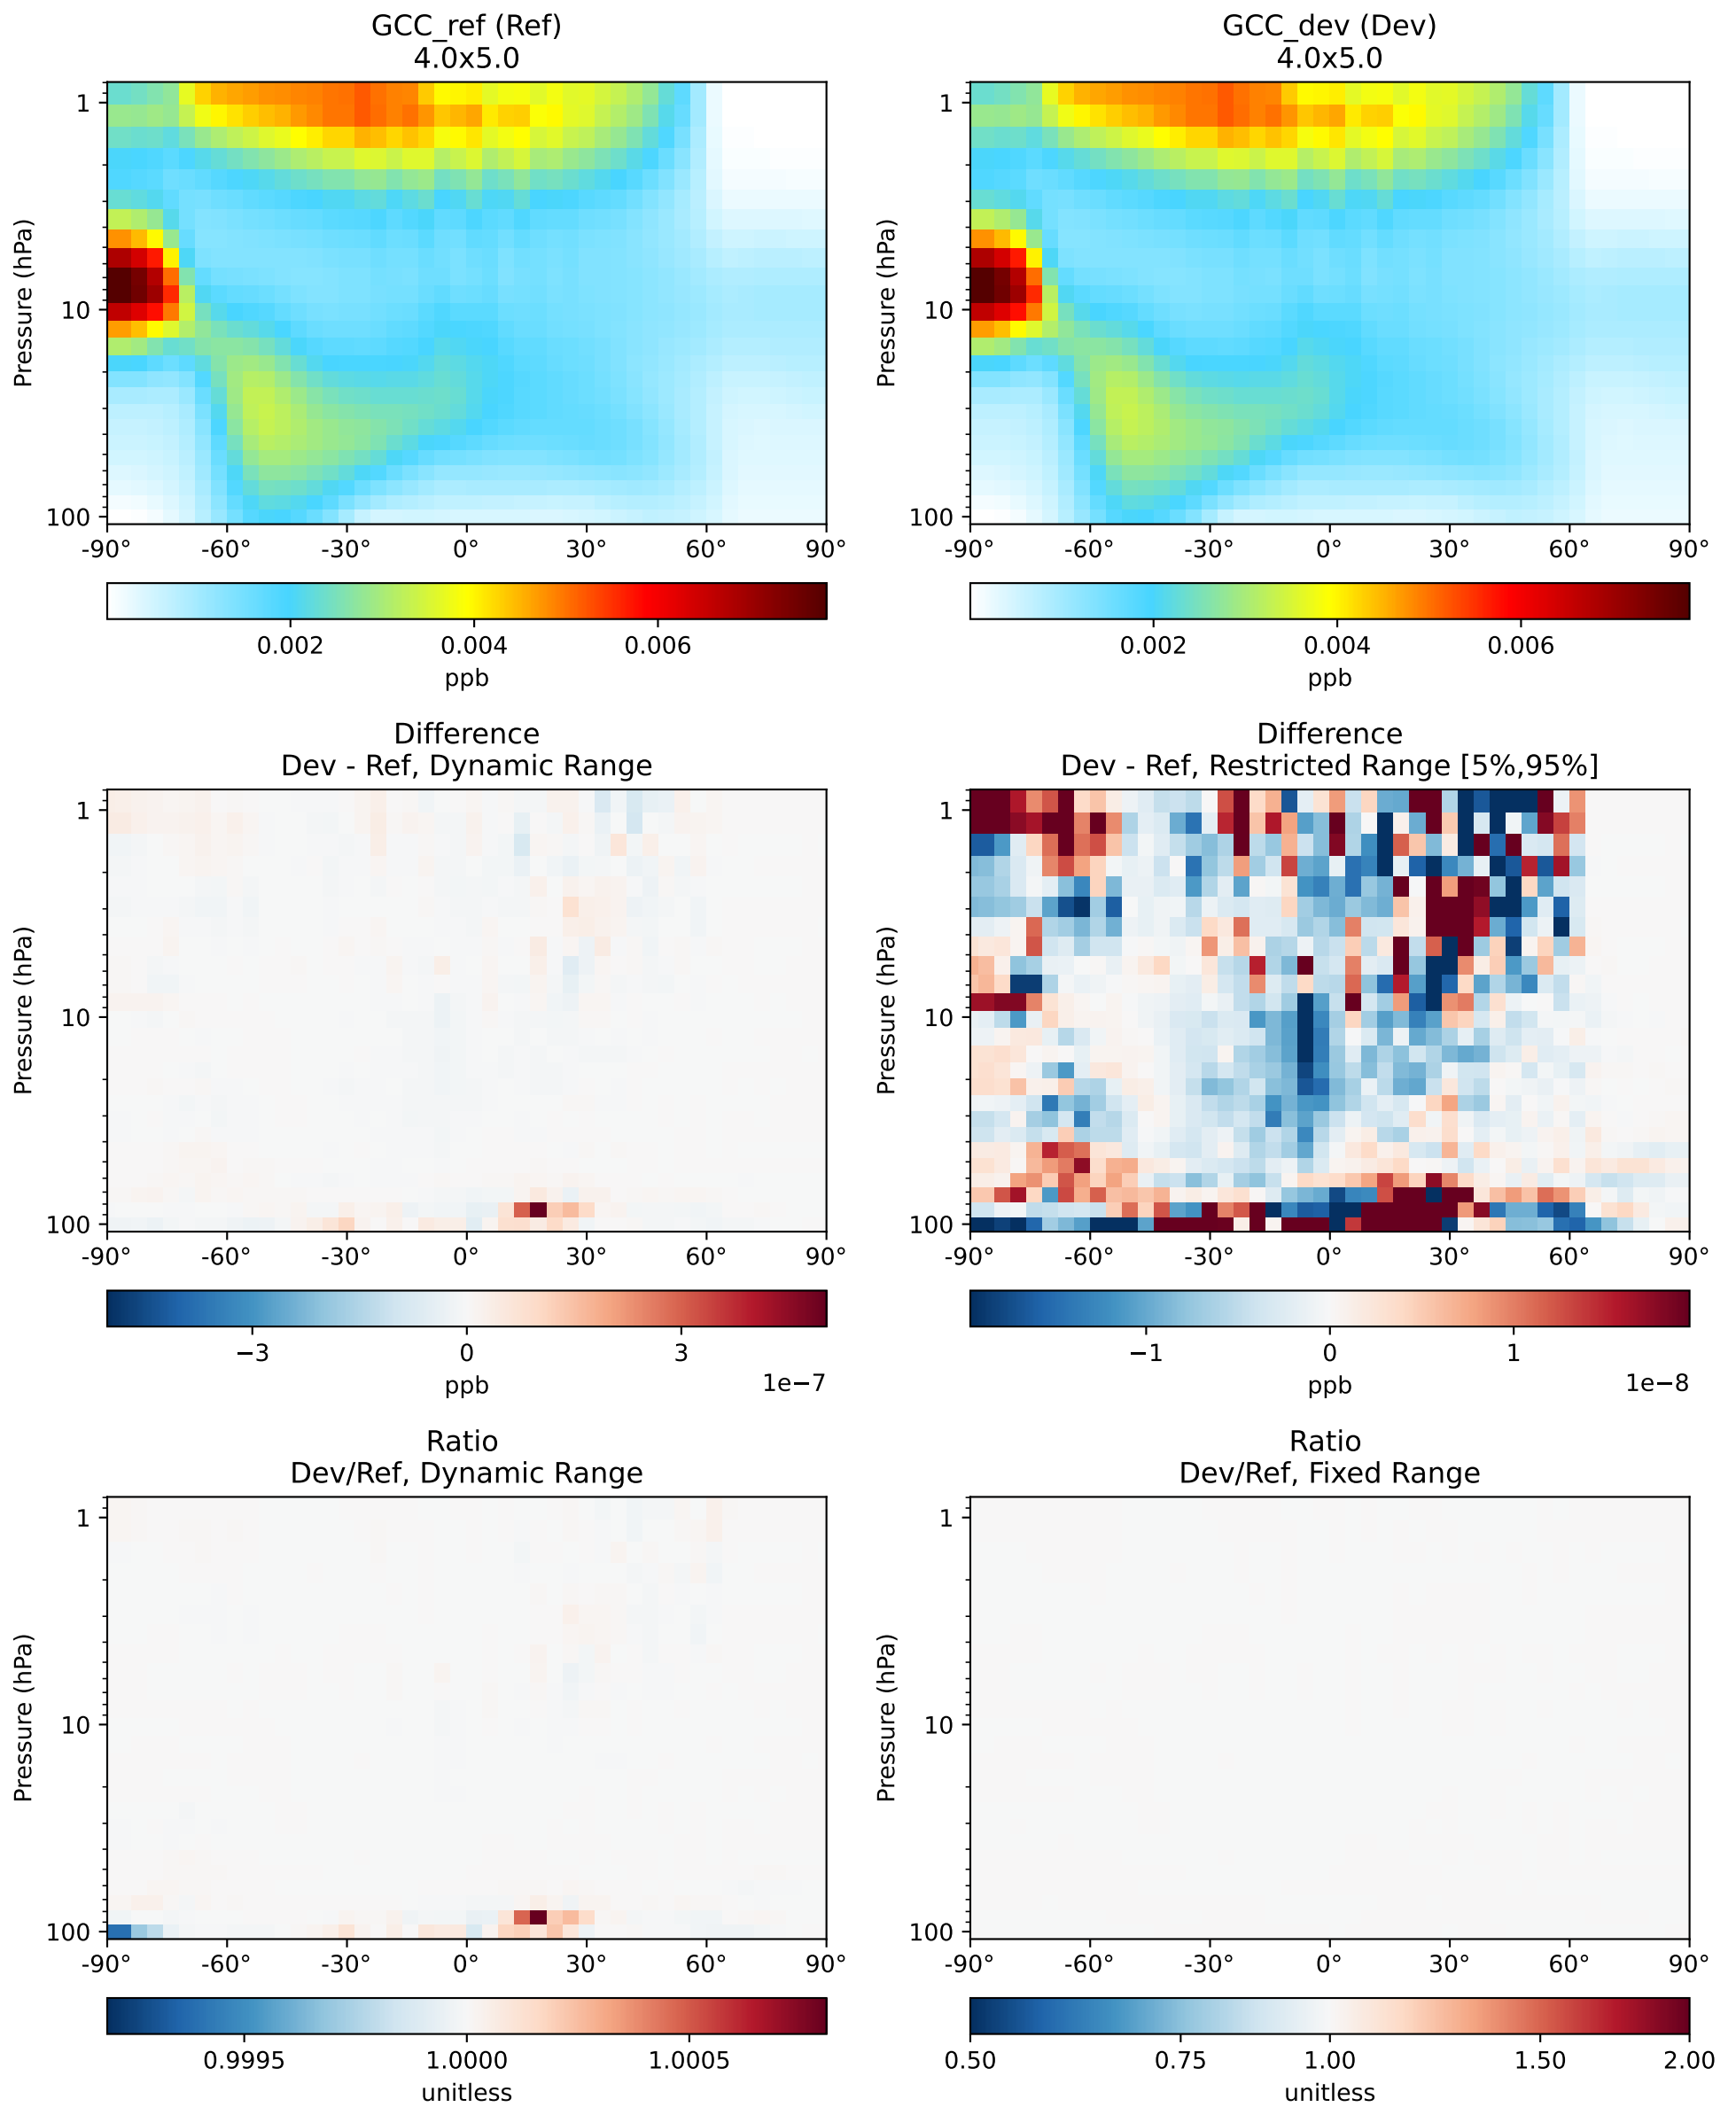 GCC_ref (Ref)
4.0x5.0
Pressure (hPa)
1
10
100
-90° -60° -30° 0° 30° 60° 90°
0.002 0.004 0.006
ppb
GCC_dev (Dev)
4.0x5.0
Pressure (hPa)
1
10
100
-90° -60° -30° 0° 30° 60° 90°
0.002 0.004 0.006
ppb
Difference
Dev - Ref, Dynamic Range
Pressure (hPa)
1
10
100
-90° -60° -30° 0° 30° 60° 90°
−3 0 3
1e−7
ppb
Difference
Dev - Ref, Restricted Range [5%,95%]
Pressure (hPa)
1
10
100
-90° -60° -30° 0° 30° 60° 90°
−1 0 1
1e−8
ppb
Ratio
Dev/Ref, Dynamic Range
Pressure (hPa)
1
10
100
-90° -60° -30° 0° 30° 60° 90°
0.9995 1.0000 1.0005
unitless
Ratio
Dev/Ref, Fixed Range
Pressure (hPa)
1
10
100
-90° -60° -30° 0° 30° 60° 90°
0.50 0.75 1.00 1.50 2.00
unitless